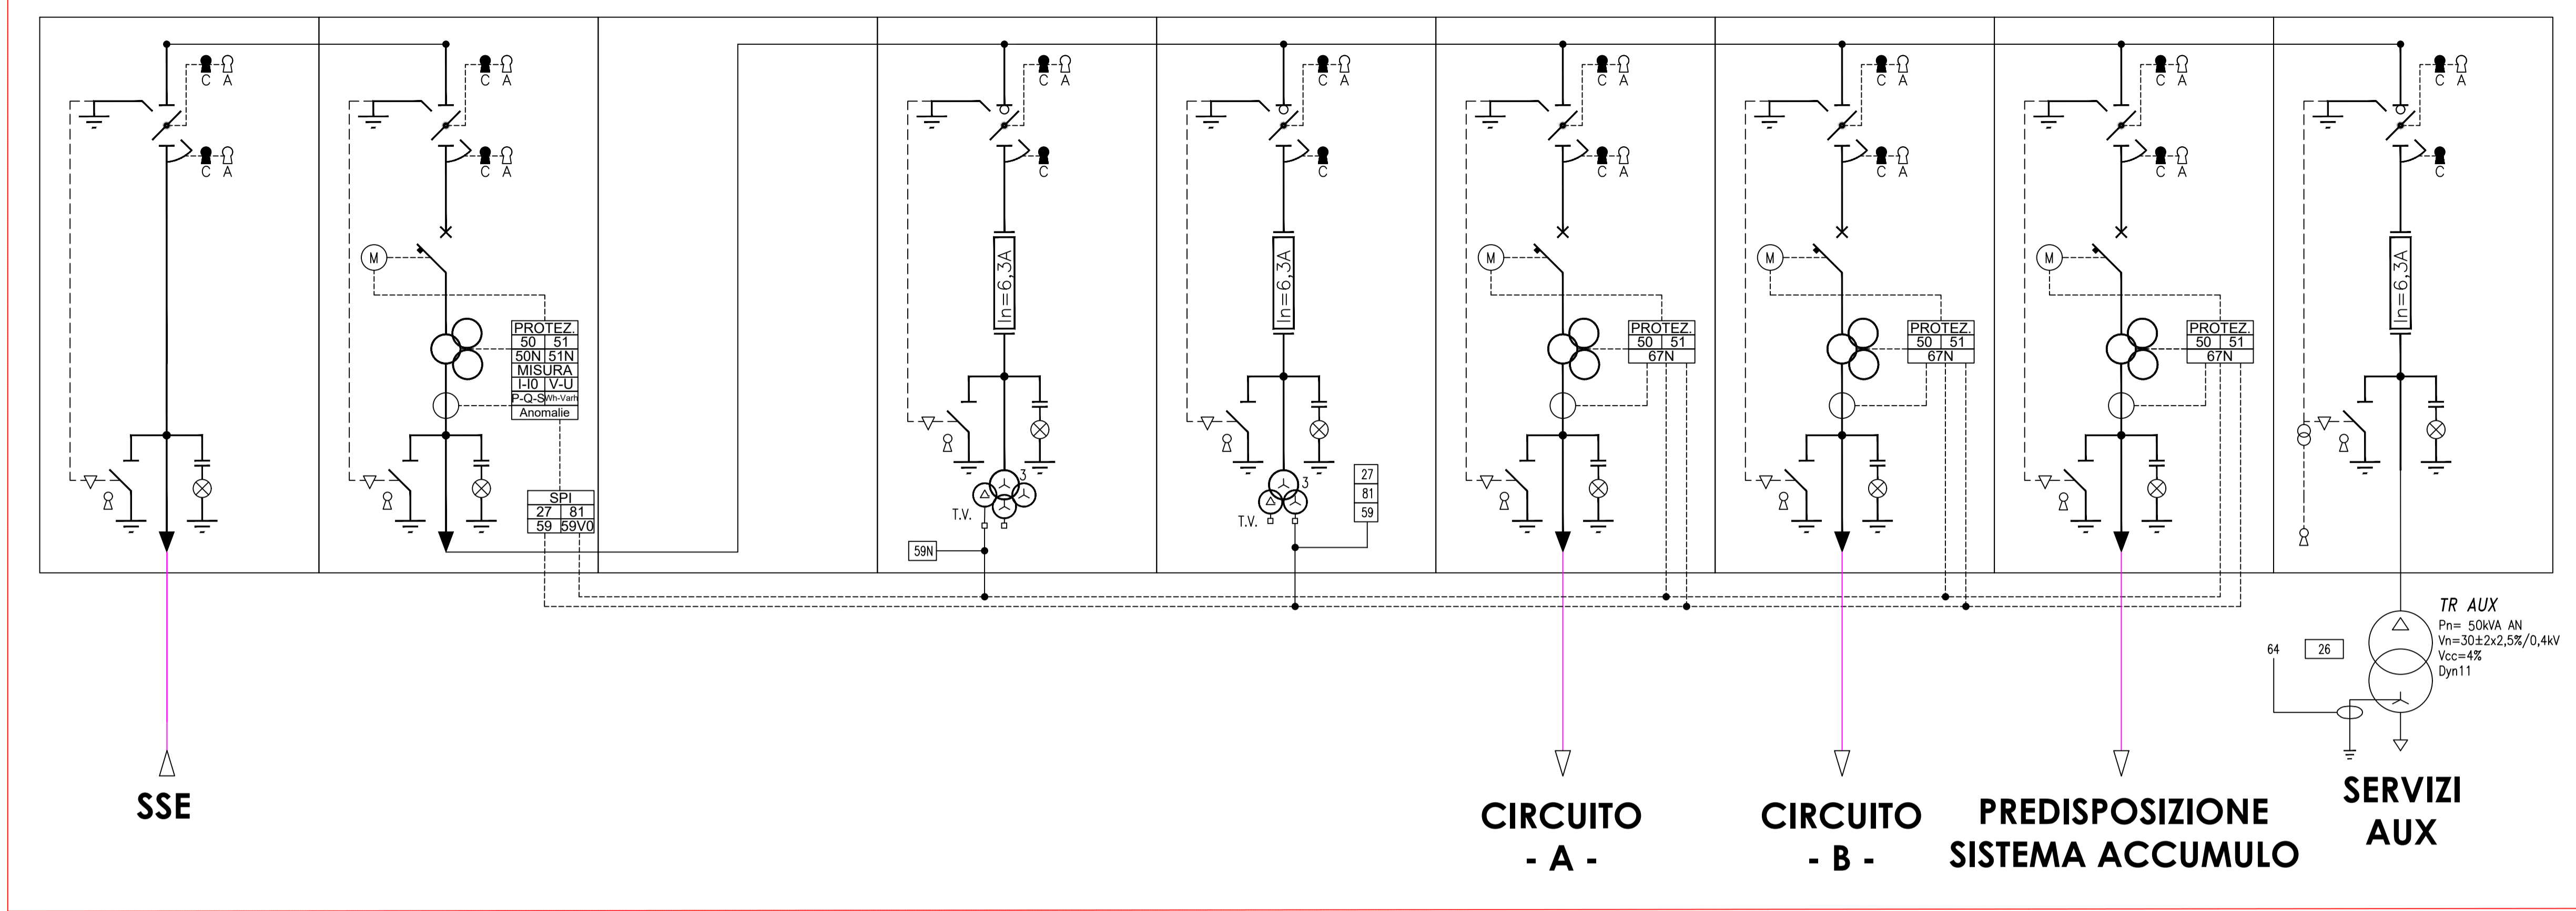 C A
C A
C A
C A
M
PROTEZ.
50 51
50N 51N
MISURA
I-I0 V-U
P-Q-S Wh-Varh
Anomalie
SPI
27 81
59 59V0
C A
C
In=6,3A
3
T.V.
59N
C A
C
In=6,3A
3
T.V.
27
81
59
C A
C A
M
PROTEZ.
50 51
67N
C A
C A
M
PROTEZ.
50 51
67N
C A
C A
M
PROTEZ.
50 51
67N
C A
C
In=6,3A
TR AUX
Pn= 50kVA AN
Vn=30±2x2,5%/0,4kV
Vcc=4%
Dyn11
64
26
SSE
CIRCUITO
- A -
CIRCUITO
- B -
PREDISPOSIZIONE
SISTEMA ACCUMULO
SERVIZI
AUX